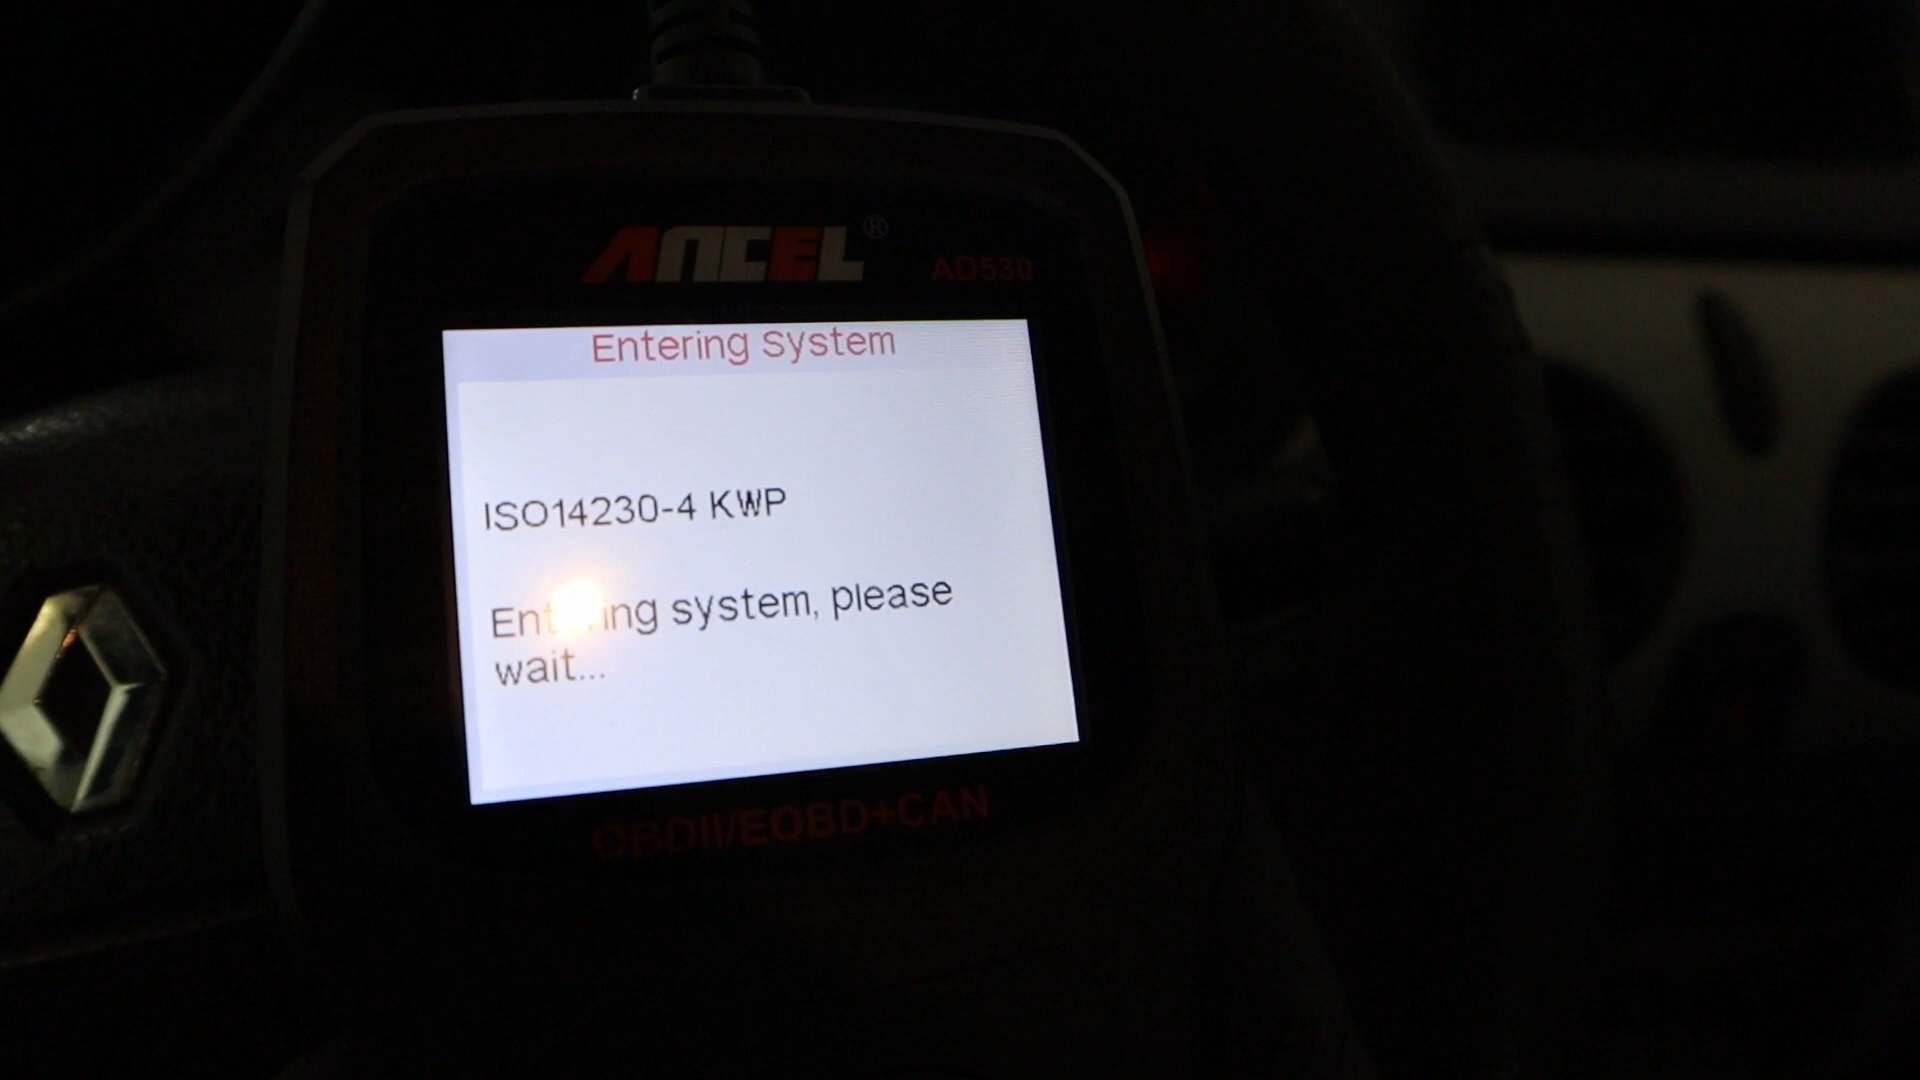 ANCEL®
AD530
Entering System
ISO14230-4 KWP
Entering system, please
wait...
OBDII/EOBD+CAN